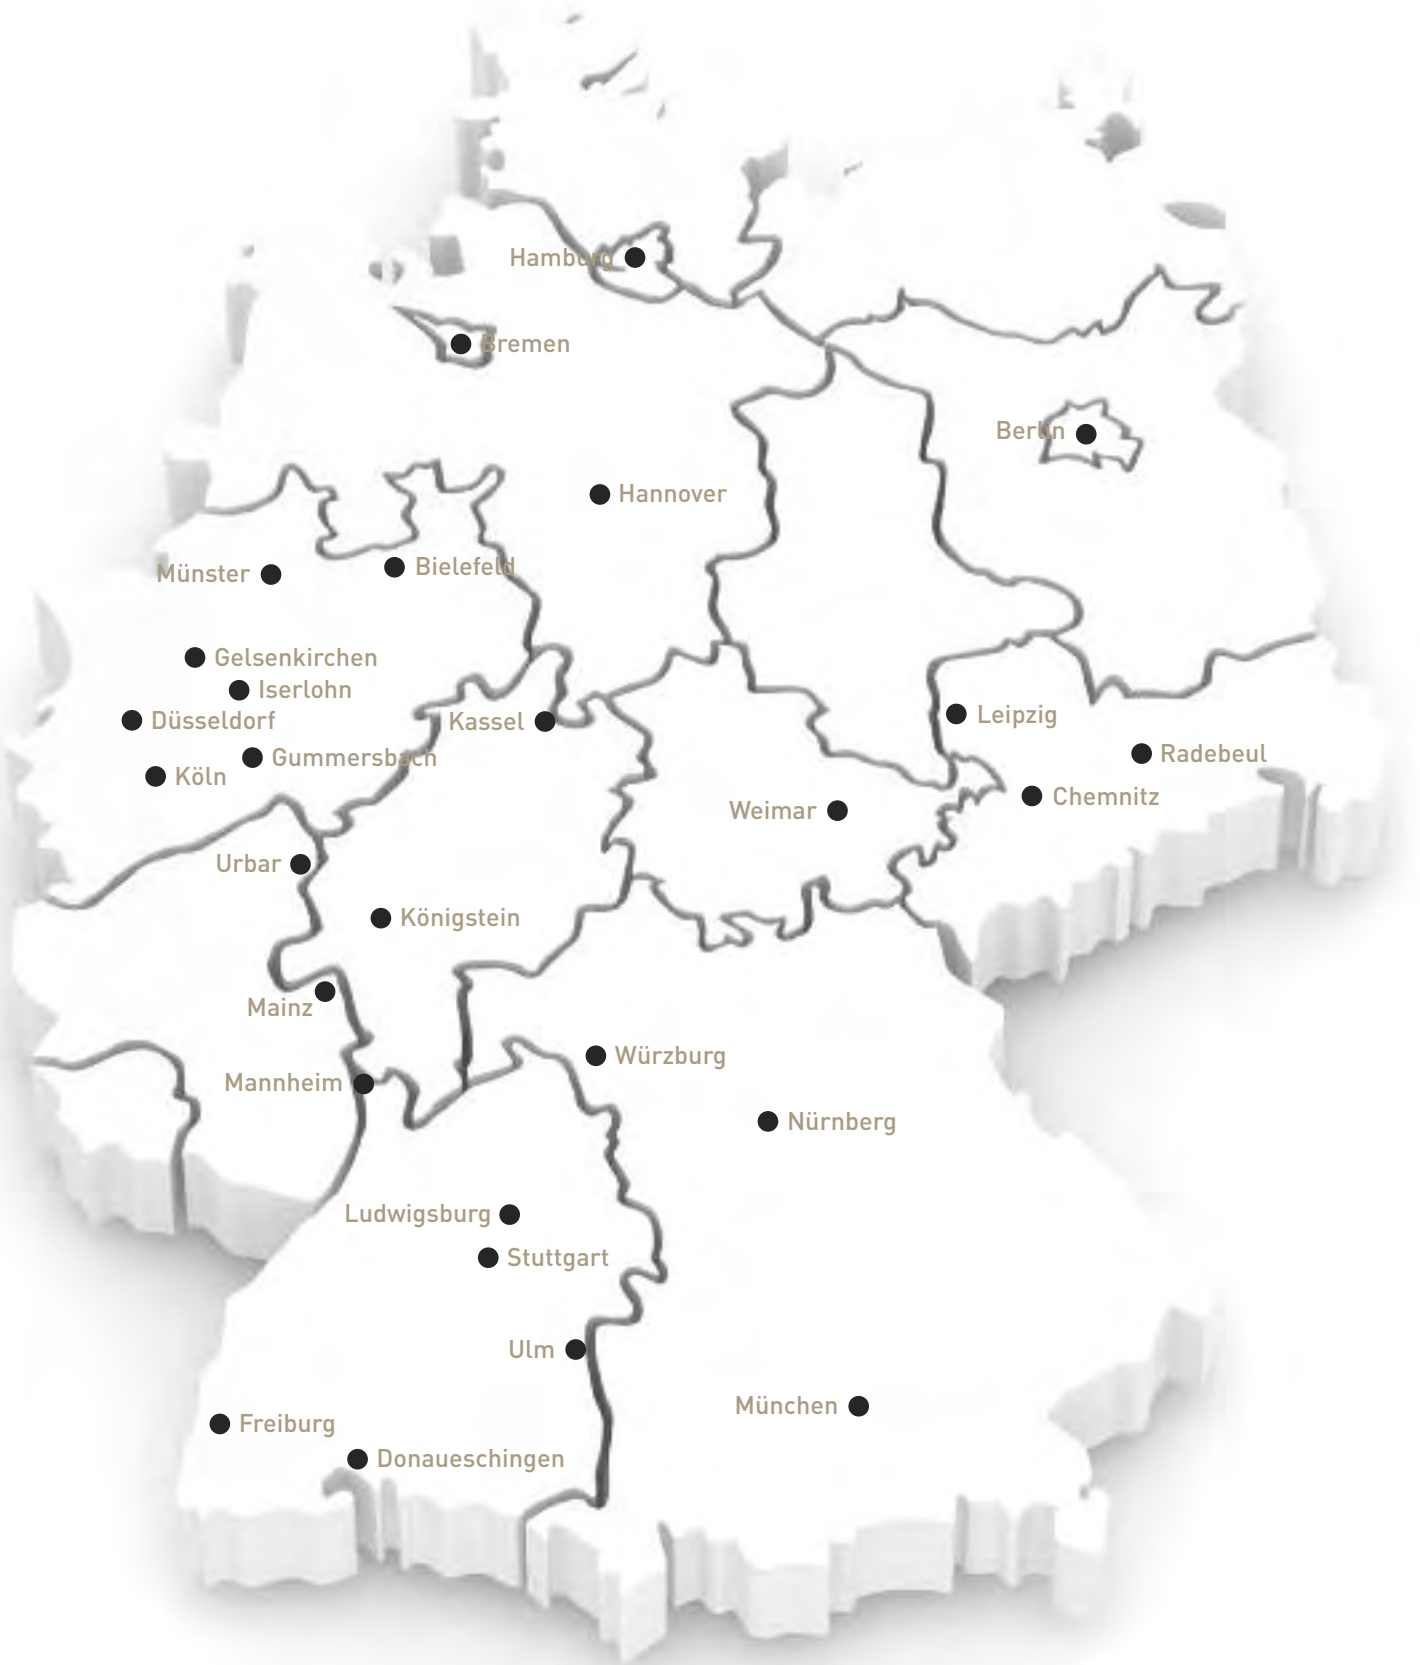 Hamburg
Bremen
Berlin
Hannover
Münster
Bielefeld
Gelsenkirchen
Iserlohn
Düsseldorf
Kassel
Leipzig
Gummersbach
Radebeul
Köln
Chemnitz
Weimar
Urbar
Königstein
Mainz
Würzburg
Mannheim
Nürnberg
Ludwigsburg
Stuttgart
Ulm
München
Freiburg
Donaueschingen